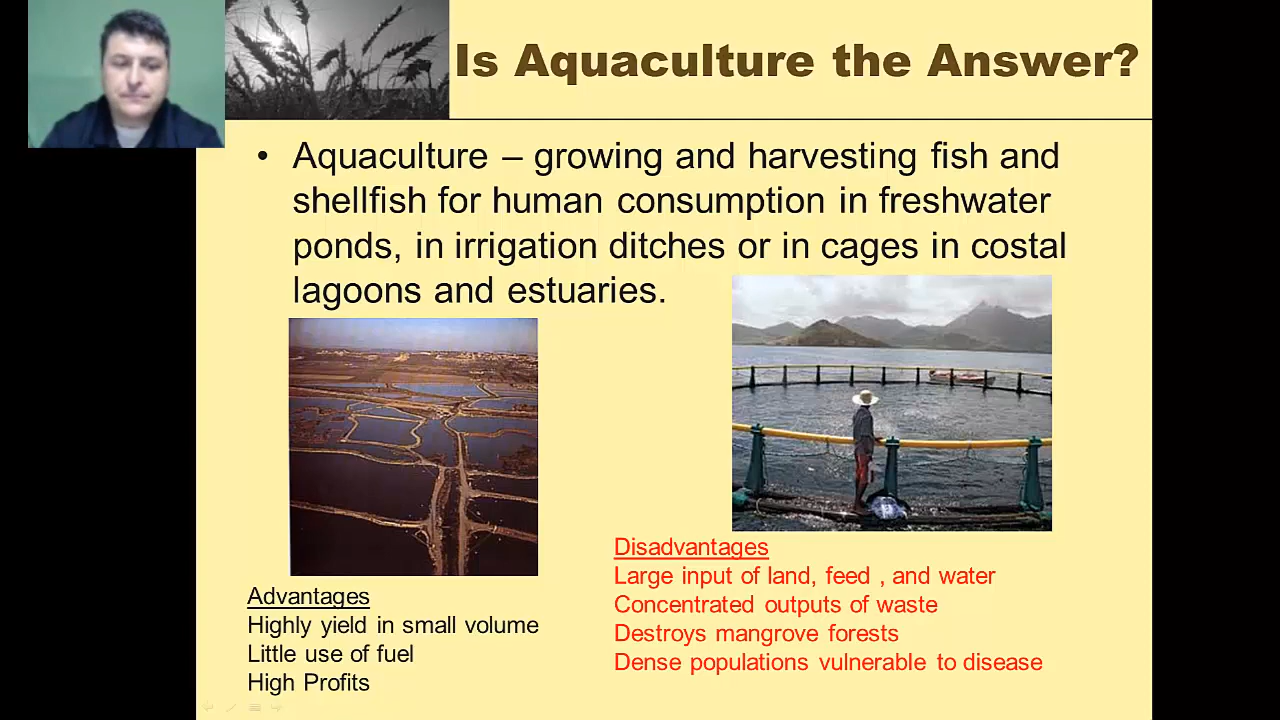 Is Aquaculture the Answer?
• Aquaculture – growing and harvesting fish and
shellfish for human consumption in freshwater
ponds, in irrigation ditches or in cages in costal
lagoons and estuaries.
Advantages
Highly yield in small volume
Little use of fuel
High Profits
Disadvantages
Large input of land, feed , and water
Concentrated outputs of waste
Destroys mangrove forests
Dense populations vulnerable to disease